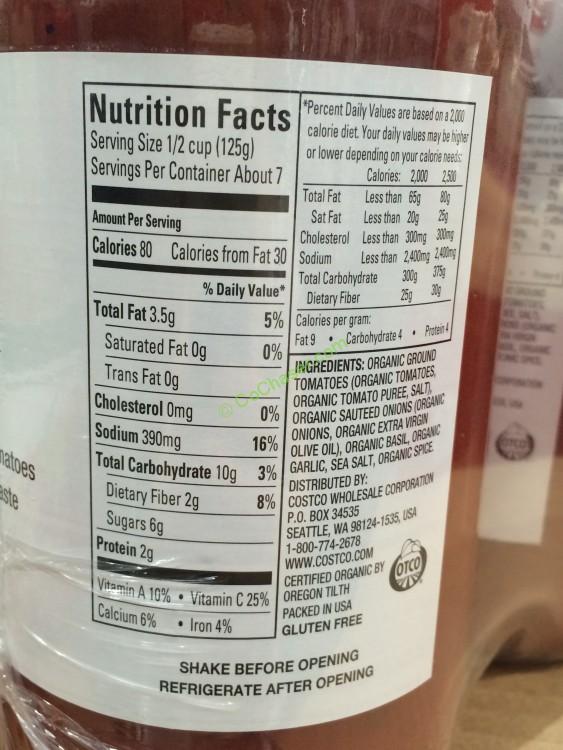 Nutrition Facts
Serving Size 1/2 cup (125g)
Servings Per Container About 7
Amount Per Serving
Calories 80 Calories from Fat 30
% Daily Value*
Total Fat 3.5g 5%
Saturated Fat 0g 0%
Trans Fat 0g
Cholesterol 0mg 0%
Sodium 390mg 16%
Total Carbohydrate 10g 3%
Dietary Fiber 2g 8%
Sugars 6g
Protein 2g
Vitamin A 10% • Vitamin C 25%
Calcium 6% • Iron 4%
*Percent Daily Values are based on a 2,000
calorie diet. Your daily values may be higher
or lower depending on your calorie needs:
Calories: 2,000 2,500
Total Fat Less than 65g 80g
Sat Fat Less than 20g 25g
Cholesterol Less than 300mg 300mg
Sodium Less than 2,400mg 2,400mg
Total Carbohydrate 300g 375g
Dietary Fiber 25g 30g
Calories per gram:
Fat 9 • Carbohydrate 4 • Protein 4
INGREDIENTS: ORGANIC GROUND
TOMATOES (ORGANIC TOMATOES,
ORGANIC TOMATO PUREE, SALT),
ORGANIC SAUTEED ONIONS (ORGANIC
ONIONS, ORGANIC EXTRA VIRGIN
OLIVE OIL), ORGANIC BASIL, ORGANIC
GARLIC, SEA SALT, ORGANIC SPICE.
DISTRIBUTED BY:
COSTCO WHOLESALE CORPORATION
P.O. BOX 34535
SEATTLE, WA 98124-1535, USA
1-800-774-2678
WWW.COSTCO.COM
CERTIFIED ORGANIC BY
OREGON TILTH
PACKED IN USA
GLUTEN FREE
OTCO
SHAKE BEFORE OPENING
REFRIGERATE AFTER OPENING
matoes
aste
© CoChaser.com